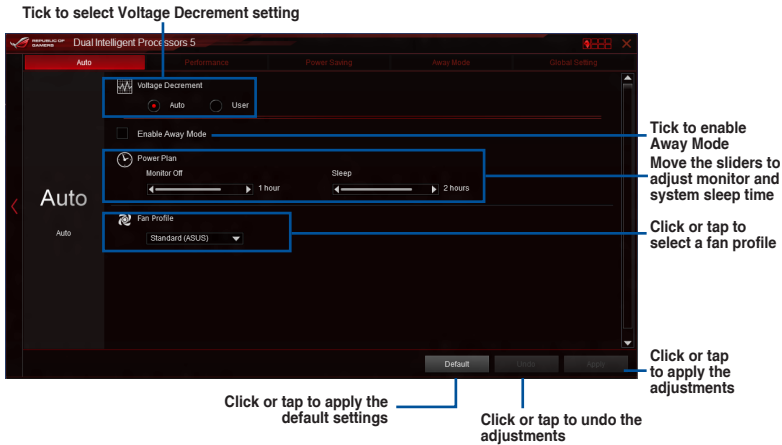 Tick to select Voltage Decrement setting
REPUBLIC OF
GAMERS
Dual Intelligent Processors 5
Auto
Performance
Power Saving
Away Mode
Global Setting
Voltage Decrement
Auto
User
Enable Away Mode
Tick to enable
Away Mode
Power Plan
Monitor Off
1 hour
Sleep
2 hours
Move the sliders to
adjust monitor and
system sleep time
Auto
Auto
Fan Profile
Standard (ASUS)
Click or tap to
select a fan profile
Default
Undo
Apply
Click or tap
to apply the
adjustments
Click or tap to apply the
default settings
Click or tap to undo the
adjustments